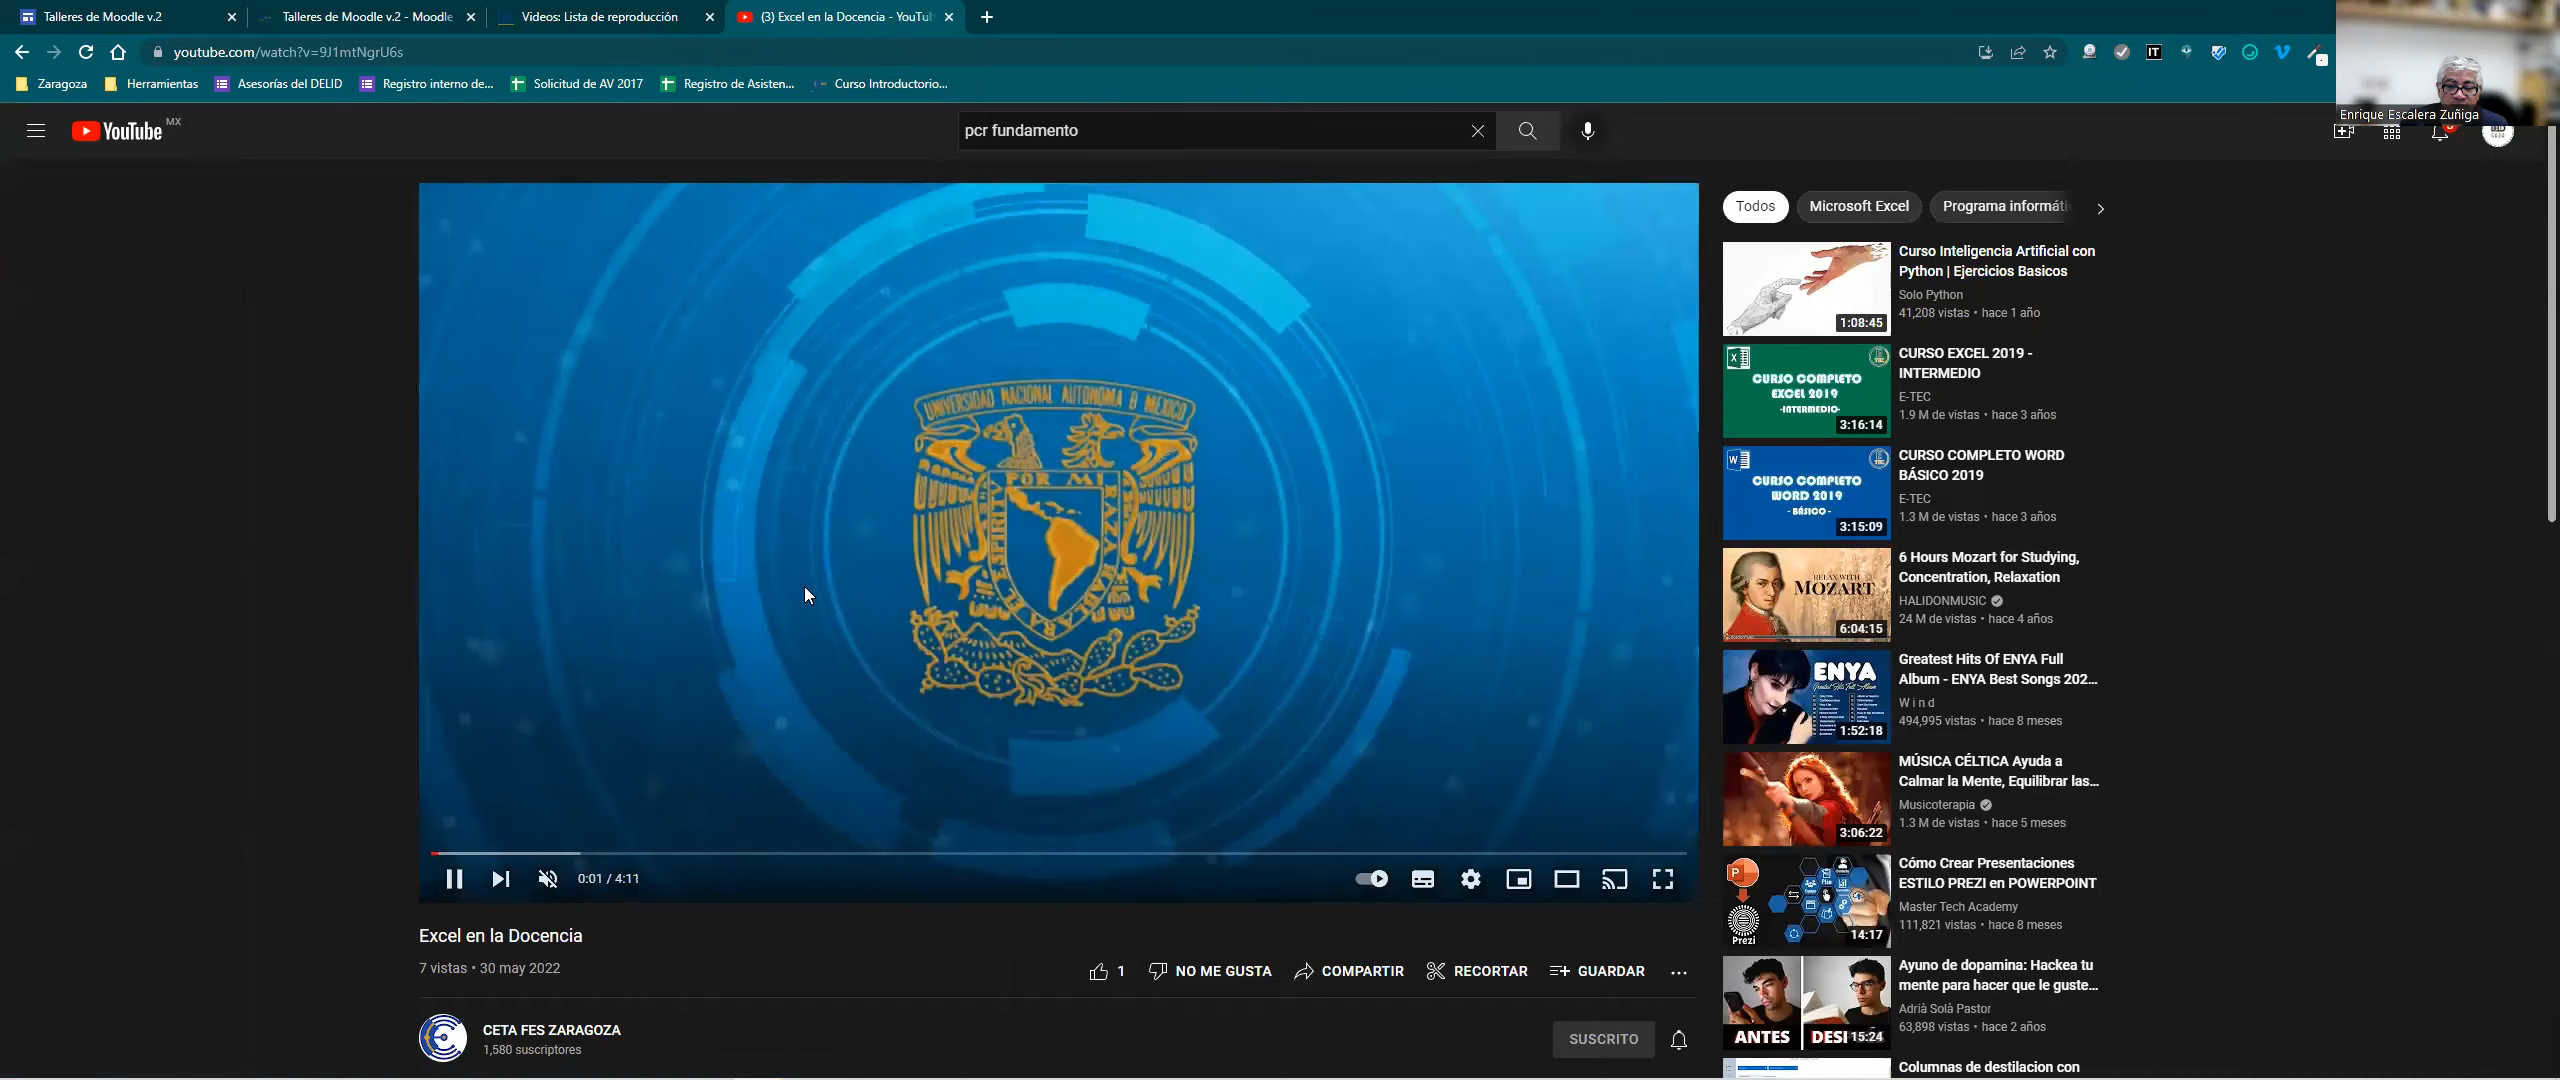 Talleres de Moodle v.2
Talleres de Moodle v.2 - Moodle
Videos: Lista de reproducción
(3) Excel en la Docencia - YouTub
youtube.com/watch?v=9J1mtNgrU6s
Zaragoza
Herramientas
Asesorías del DELID
Registro interno de...
Solicitud de AV 2017
Registro de Asisten...
Curso Introductorio...
Enrique Escalera Zuñiga
YouTube MX
pcr fundamento
UNIVERSIDAD NACIONAL AUTONOMA D MEXICO
POR MI RAZA
HABLARA EL
ESPIRITU
0:01 / 4:11
Excel en la Docencia
7 vistas • 30 may 2022
1
NO ME GUSTA
COMPARTIR
RECORTAR
GUARDAR
CETA FES ZARAGOZA
1,580 suscriptores
SUSCRITO
Todos
Microsoft Excel
Programa informáti
1:08:45
Curso Inteligencia Artificial con
Python | Ejercicios Basicos
Solo Python
41,208 vistas • hace 1 año
CURSO COMPLETO
EXCEL 2019
-INTERMEDIO-
3:16:14
CURSO EXCEL 2019 -
INTERMEDIO
E-TEC
1.9 M de vistas • hace 3 años
CURSO COMPLETO
WORD 2019
- BÁSICO -
3:15:09
CURSO COMPLETO WORD
BÁSICO 2019
E-TEC
1.3 M de vistas • hace 3 años
RELAX WITH
MOZART
6:04:15
6 Hours Mozart for Studying,
Concentration, Relaxation
HALIDONMUSIC
24 M de vistas • hace 4 años
ENYA
Greatest Hits Full Album
1:52:18
Greatest Hits Of ENYA Full
Album - ENYA Best Songs 202...
W i n d
494,995 vistas • hace 8 meses
3:06:22
MÚSICA CÉLTICA Ayuda a
Calmar la Mente, Equilibrar las...
Musicoterapia
1.3 M de vistas • hace 5 meses
P
Prezi
14:17
Cómo Crear Presentaciones
ESTILO PREZI en POWERPOINT
Master Tech Academy
111,821 vistas • hace 8 meses
ANTES
DESP
15:24
Ayuno de dopamina: Hackea tu
mente para hacer que le guste...
Adrià Solà Pastor
63,898 vistas • hace 2 años
Columnas de destilacion con